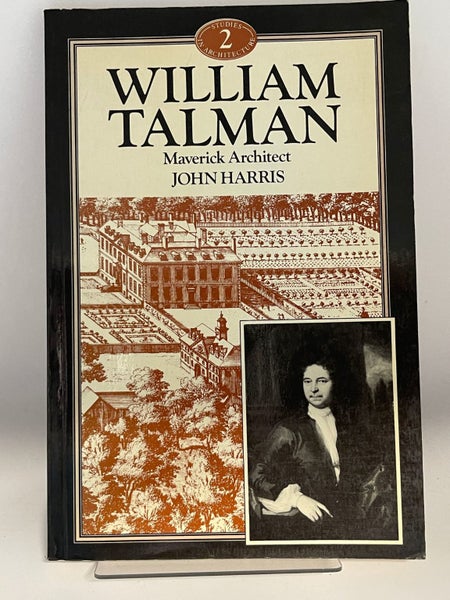 STUDIES
2
IN ARCHITECTURE
WILLIAM
TALMAN
Maverick Architect
JOHN HARRIS